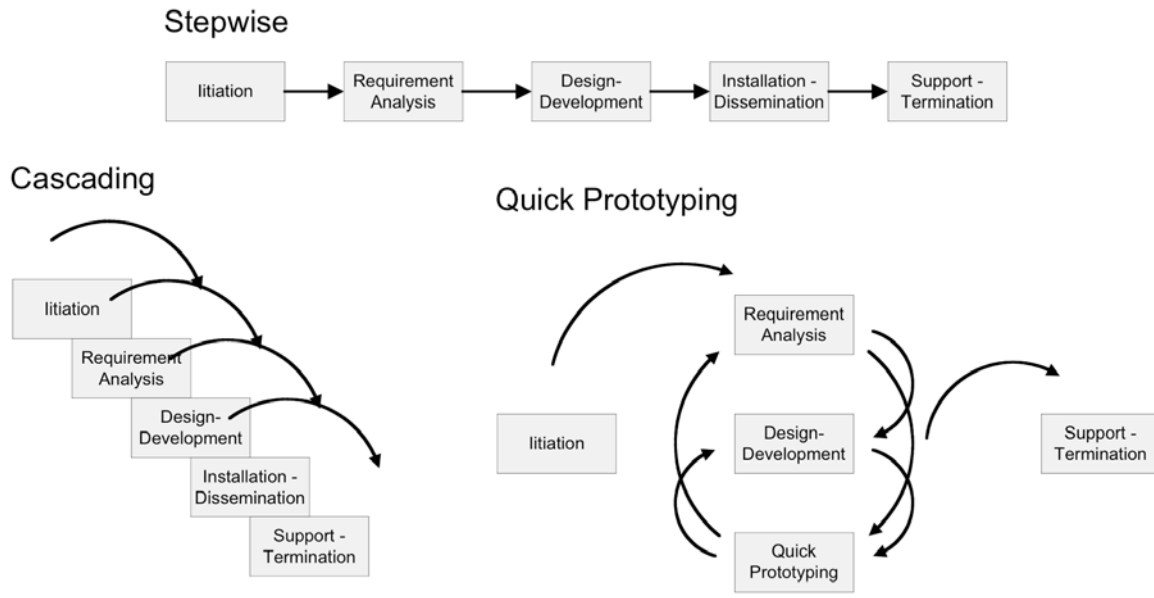 Stepwise
Iitiation
Requirement
Analysis
Design-
Development
Installation -
Dissemination
Support -
Termination
Cascading
Iitiation
Requirement
Analysis
Design-
Development
Installation -
Dissemination
Support -
Termination
Quick Prototyping
Iitiation
Requirement
Analysis
Design-
Development
Quick
Prototyping
Support -
Termination